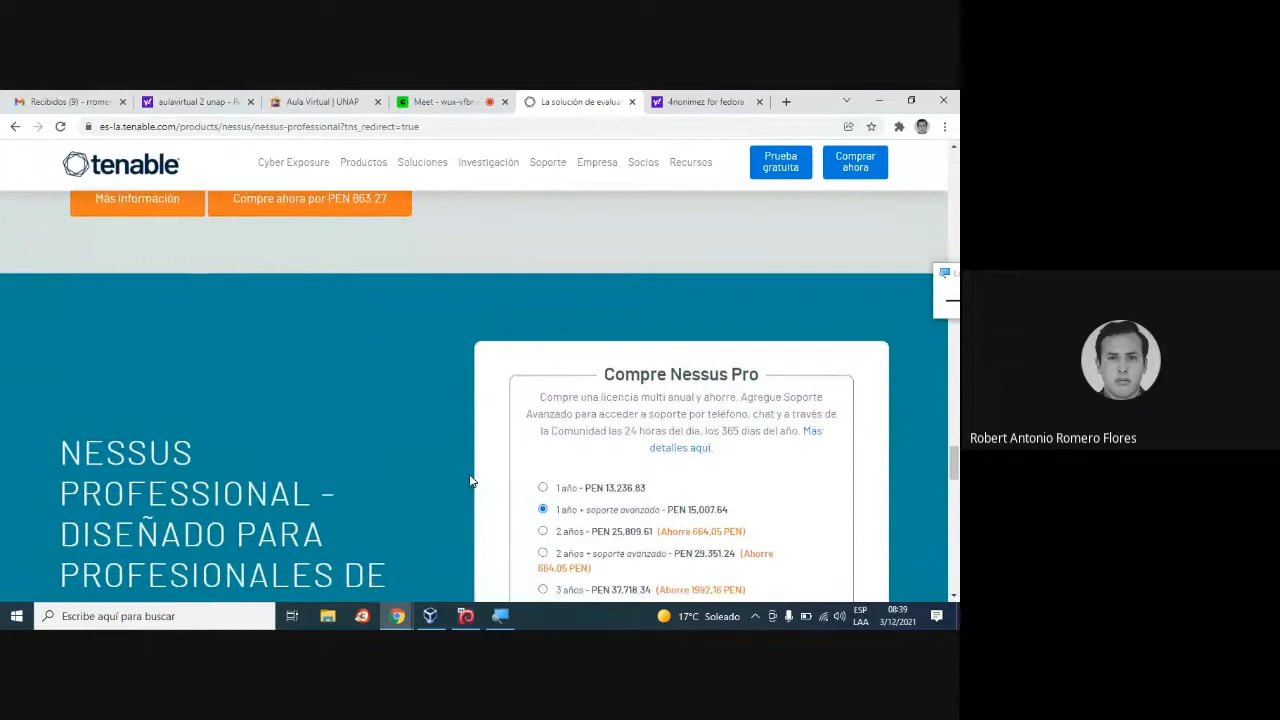 Recibidos (9) - rrome
aulavirtual 2 unap - R
Aula Virtual | UNAP
Meet - wux-vfbr-
La solución de evalua
4nonimez for fedora
es-la.tenable.com/products/nessus/nessus-professional?tns_redirect=true
tenable
Cyber Exposure
Productos
Soluciones
Investigación
Soporte
Empresa
Socios
Recursos
Prueba
gratuita
Comprar
ahora
Más información
Compre ahora por PEN 863.27
NESSUS
PROFESSIONAL -
DISEÑADO PARA
PROFESIONALES DE
Compre Nessus Pro
Compre una licencia multi anual y ahorre. Agregue Soporte
Avanzado para acceder a soporte por teléfono, chat y a través de
la Comunidad las 24 horas del día, los 365 días del año. Más
detalles aquí.
1 año - PEN 13,236.83
1 año + soporte avanzado - PEN 15,007.64
2 años - PEN 25,809.61 (Ahorre 664,05 PEN)
2 años + soporte avanzado - PEN 29,351.24 (Ahorre
664,05 PEN)
3 años - PEN 37,718.34 (Ahorre 1992,16 PEN)
Robert Antonio Romero Flores
Escribe aquí para buscar
17°C Soleado
ESP
LAA
08:39
3/12/2021